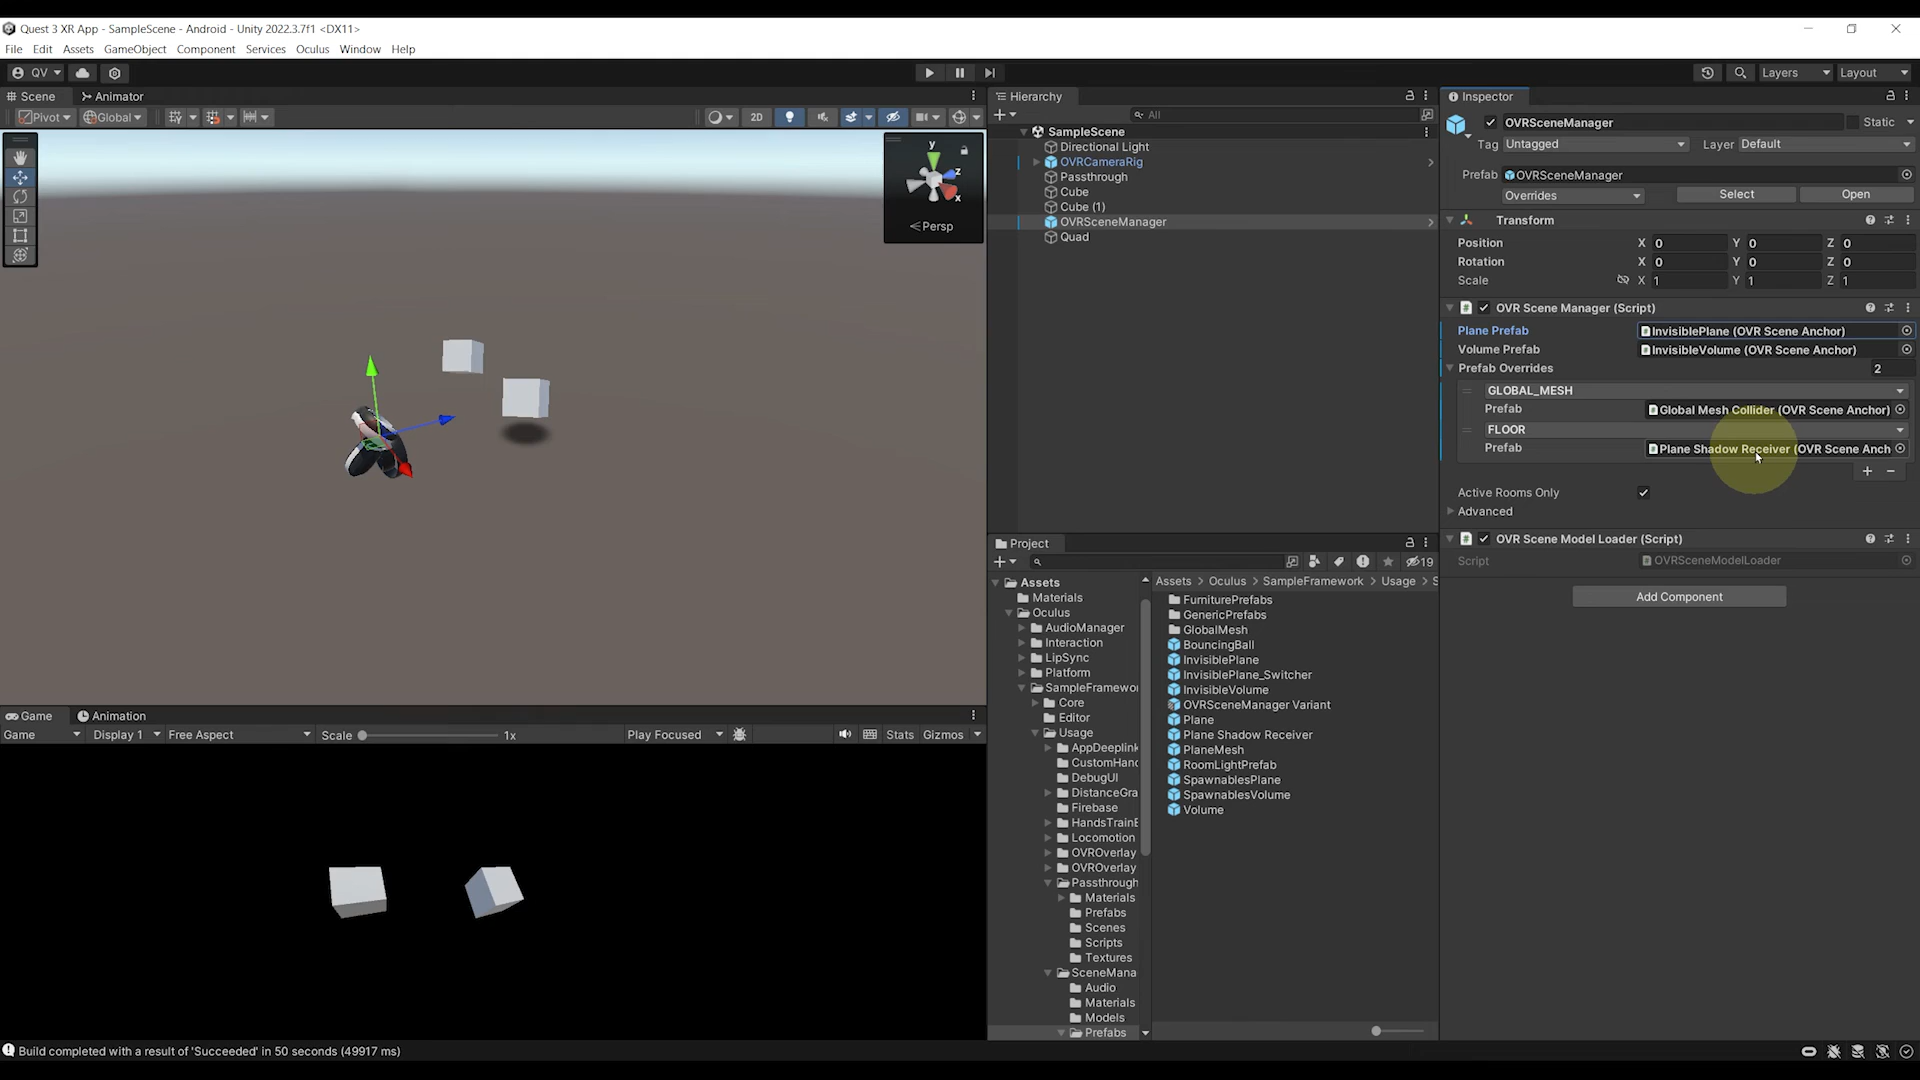 Quest 3 XR App - SampleScene - Android - Unity 2022.3.7f1 <DX11>
File Edit Assets GameObject Component Services Oculus Window Help
QV Layers Layout
Scene Animator
Pivot Global 2D
y
z
x
Persp
Game Animation
Game Display 1 Free Aspect Scale 1x Play Focused Stats Gizmos
Hierarchy
All
SampleScene
Directional Light
OVRCameraRig
Passthrough
Cube
Cube (1)
OVRSceneManager
Quad
Project
19
Assets
Materials
Oculus
AudioManager
Interaction
LipSync
Platform
SampleFramewor
Core
Editor
Usage
AppDeeplink
CustomHand
DebugUI
DistanceGra
Firebase
HandsTrainE
Locomotion
OVROverlay
OVROverlay
Passthrough
Materials
Prefabs
Scenes
Scripts
Textures
SceneMana
Audio
Materials
Models
Prefabs
Assets > Oculus > SampleFramework > Usage > S
FurniturePrefabs
GenericPrefabs
GlobalMesh
BouncingBall
InvisiblePlane
InvisiblePlane_Switcher
InvisibleVolume
OVRSceneManager Variant
Plane
Plane Shadow Receiver
PlaneMesh
RoomLightPrefab
SpawnablesPlane
SpawnablesVolume
Volume
Inspector
OVRSceneManager Static
Tag Untagged Layer Default
Prefab OVRSceneManager
Overrides Select Open
Transform
Position X 0 Y 0 Z 0
Rotation X 0 Y 0 Z 0
Scale X 1 Y 1 Z 1
OVR Scene Manager (Script)
Plane Prefab InvisiblePlane (OVR Scene Anchor)
Volume Prefab InvisibleVolume (OVR Scene Anchor)
Prefab Overrides 2
GLOBAL_MESH
Prefab Global Mesh Collider (OVR Scene Anchor)
FLOOR
Prefab Plane Shadow Receiver (OVR Scene Anch
+ -
Active Rooms Only
Advanced
OVR Scene Model Loader (Script)
Script OVRSceneModelLoader
Add Component
Build completed with a result of 'Succeeded' in 50 seconds (49917 ms)